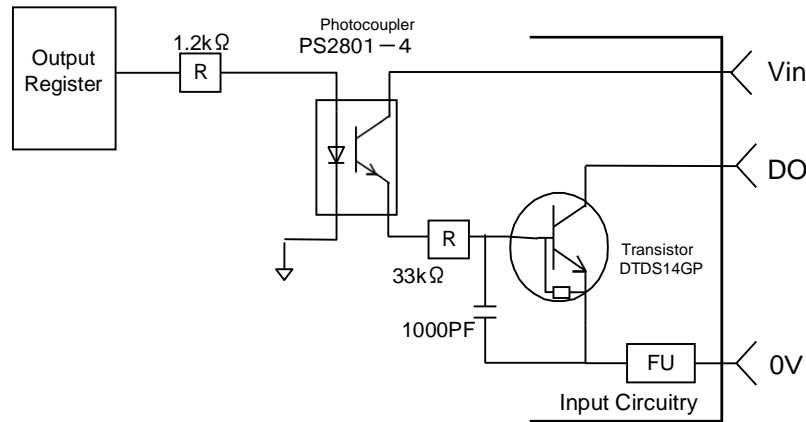 Photocoupler
PS2801－4
1.2kΩ
Output
Register
R
Vin
DO
R
33kΩ
Transistor
DTDS14GP
1000PF
FU
0V
Input Circuitry